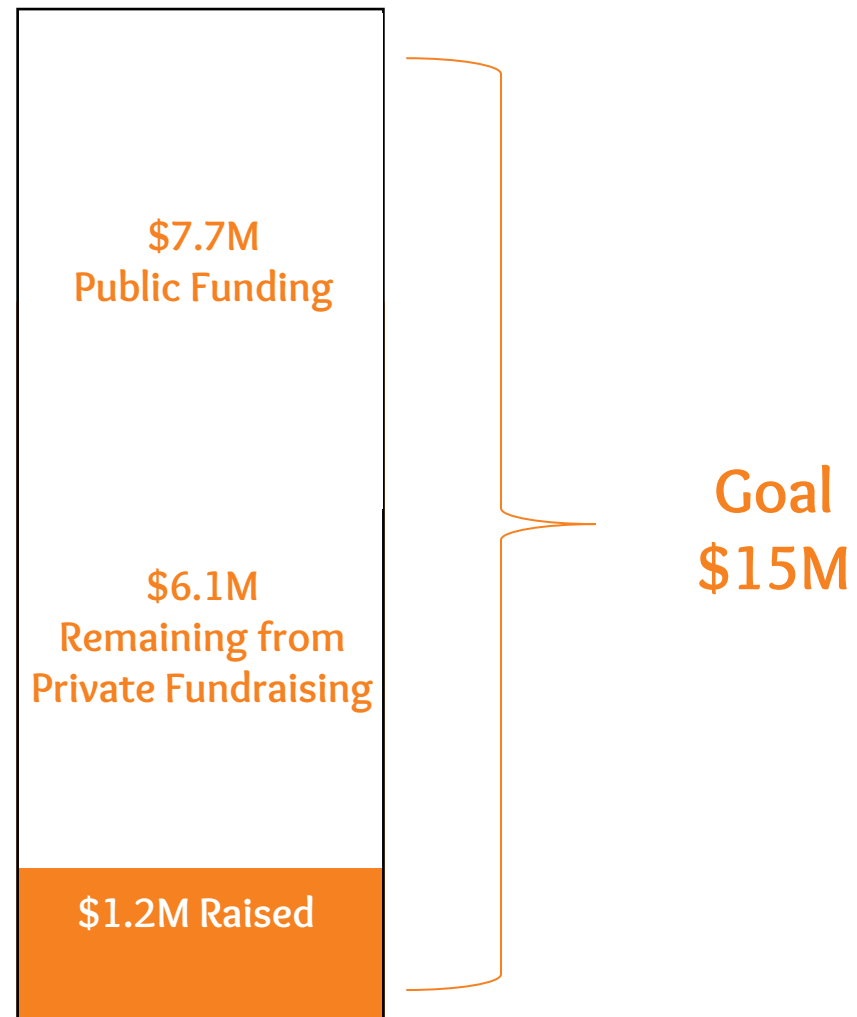 $7.7M
Public Funding
$6.1M
Remaining from
Private Fundraising
$1.2M Raised
Goal
$15M